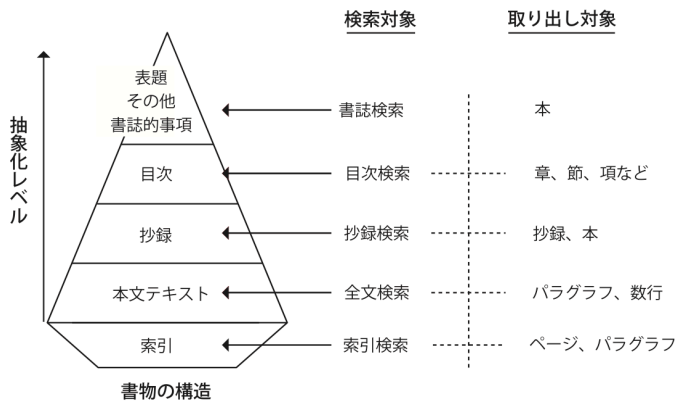 検索対象
取り出し対象
抽象化レベル
表題
その他
書誌的事項
書誌検索
本
目次
目次検索
章、節、項など
抄録
抄録検索
抄録、本
本文テキスト
全文検索
パラグラフ、数行
索引
索引検索
ページ、パラグラフ
書物の構造